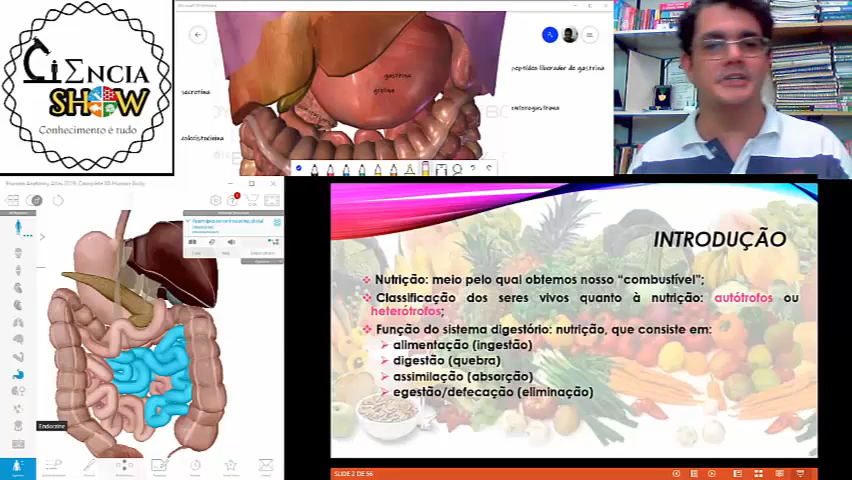 CiÊNCIA
SHOW
Conhecimento é tudo
gastrina
grelina
secretina
colecistocinina
peptídeo liberador de gastrina
enterogastrona
Endocrine
INTRODUÇÃO
Nutrição: meio pelo qual obtemos nosso “combustível”;
Classificação dos seres vivos quanto à nutrição: autótrofos ou
heterótrofos;
Função do sistema digestório: nutrição, que consiste em:
alimentação (ingestão)
digestão (quebra)
assimilação (absorção)
egestão/defecação (eliminação)
SLIDE 2 DE 56